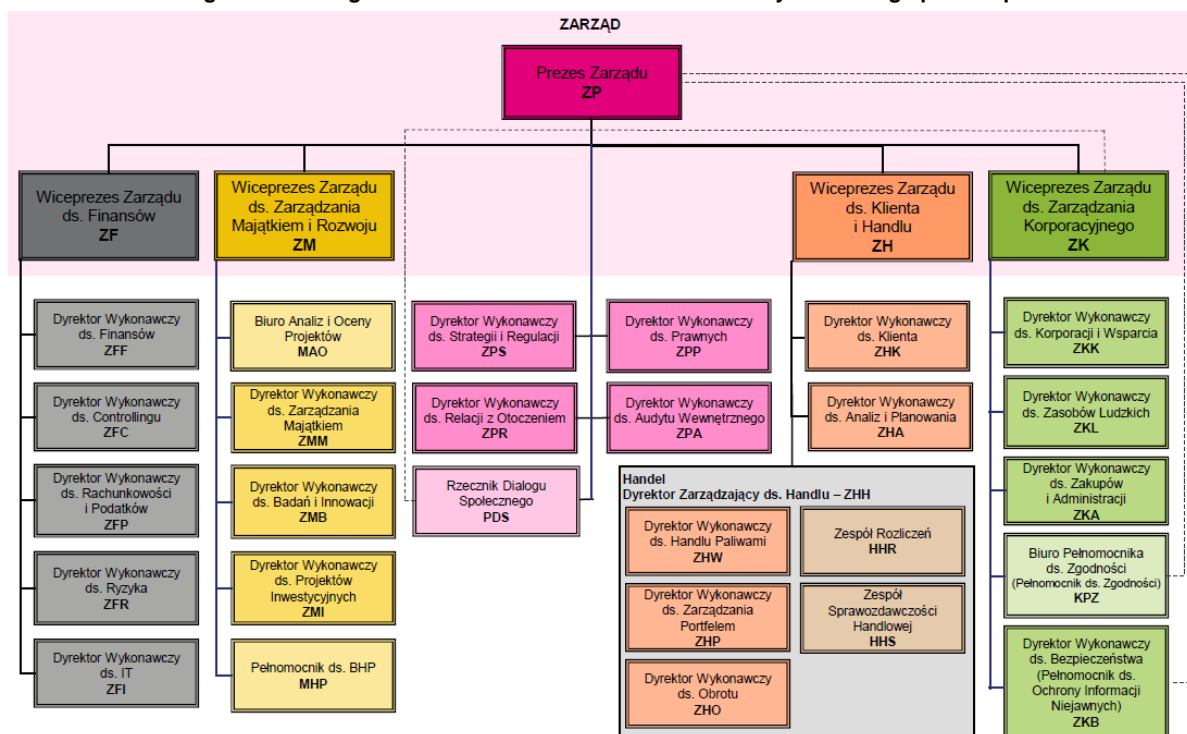 ZARZĄD
Prezes Zarządu
ZP
Wiceprezes Zarządu
ds. Finansów
ZF
Wiceprezes Zarządu
ds. Zarządzania
Majątkiem i Rozwoju
ZM
Wiceprezes Zarządu
ds. Klienta
i Handlu
ZH
Wiceprezes Zarządu
ds. Zarządzania
Korporacyjnego
ZK
Dyrektor Wykonawczy
ds. Finansów
ZFF
Dyrektor Wykonawczy
ds. Controllingu
ZFC
Dyrektor Wykonawczy
ds. Rachunkowości
i Podatków
ZFP
Dyrektor Wykonawczy
ds. Ryzyka
ZFR
Dyrektor Wykonawczy
ds. IT
ZFI
Biuro Analiz i Oceny
Projektów
MAO
Dyrektor Wykonawczy
ds. Zarządzania
Majątkiem
ZMM
Dyrektor Wykonawczy
ds. Badań i Innowacji
ZMB
Dyrektor Wykonawczy
ds. Projektów
Inwestycyjnych
ZMI
Pełnomocnik ds. BHP
MHP
Dyrektor Wykonawczy
ds. Strategii i Regulacji
ZPS
Dyrektor Wykonawczy
ds. Relacji z Otoczeniem
ZPR
Rzecznik Dialogu
Społecznego
PDS
Dyrektor Wykonawczy
ds. Prawnych
ZPP
Dyrektor Wykonawczy
ds. Audytu Wewnętrznego
ZPA
Dyrektor Wykonawczy
ds. Klienta
ZHK
Dyrektor Wykonawczy
ds. Analiz i Planowania
ZHA
Handel
Dyrektor Zarządzający ds. Handlu – ZHH
Dyrektor Wykonawczy
ds. Handlu Paliwami
ZHW
Dyrektor Wykonawczy
ds. Zarządzania
Portfelem
ZHP
Dyrektor Wykonawczy
ds. Obrotu
ZHO
Zespół Rozliczeń
HHR
Zespół
Sprawozdawczości
Handlowej
HHS
Dyrektor Wykonawczy
ds. Korporacji i Wsparcia
ZKK
Dyrektor Wykonawczy
ds. Zasobów Ludzkich
ZKL
Dyrektor Wykonawczy
ds. Zakupów
i Administracji
ZKA
Biuro Pełnomocnika
ds. Zgodności
(Pełnomocnik ds. Zgodności)
KPZ
Dyrektor Wykonawczy
ds. Bezpieczeństwa
(Pełnomocnik ds.
Ochrony Informacji
Niejawnych)
ZKB